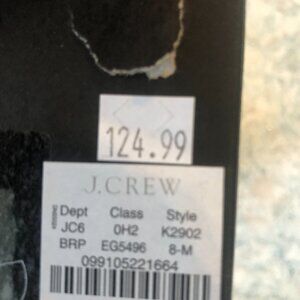 124.99
J.CREW
Dept Class Style
JC6 0H2 K2902
BRP EG5496 8-M
099105221664